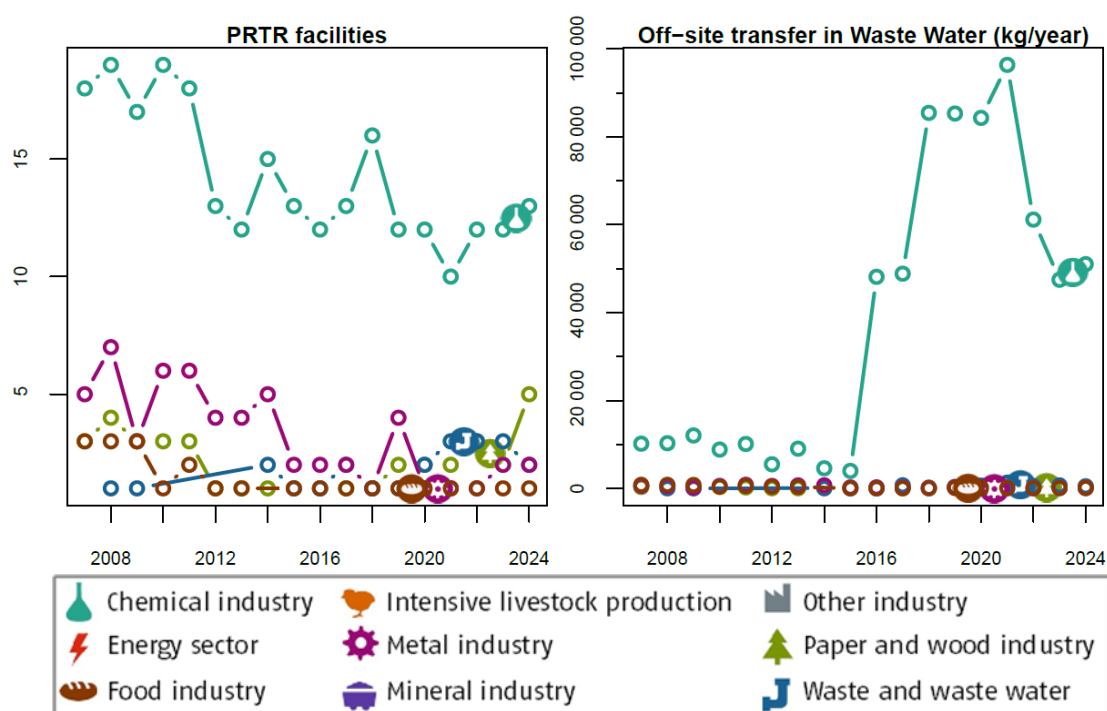 PRTR facilities
Off−site transfer in Waste Water (kg/year)
15
10
5
100 000
80 000
60 000
40 000
20 000
0
2008 2012 2016 2020 2024
2008 2012 2016 2020 2024
Chemical industry Intensive livestock production Other industry
Energy sector Metal industry Paper and wood industry
Food industry Mineral industry Waste and waste water